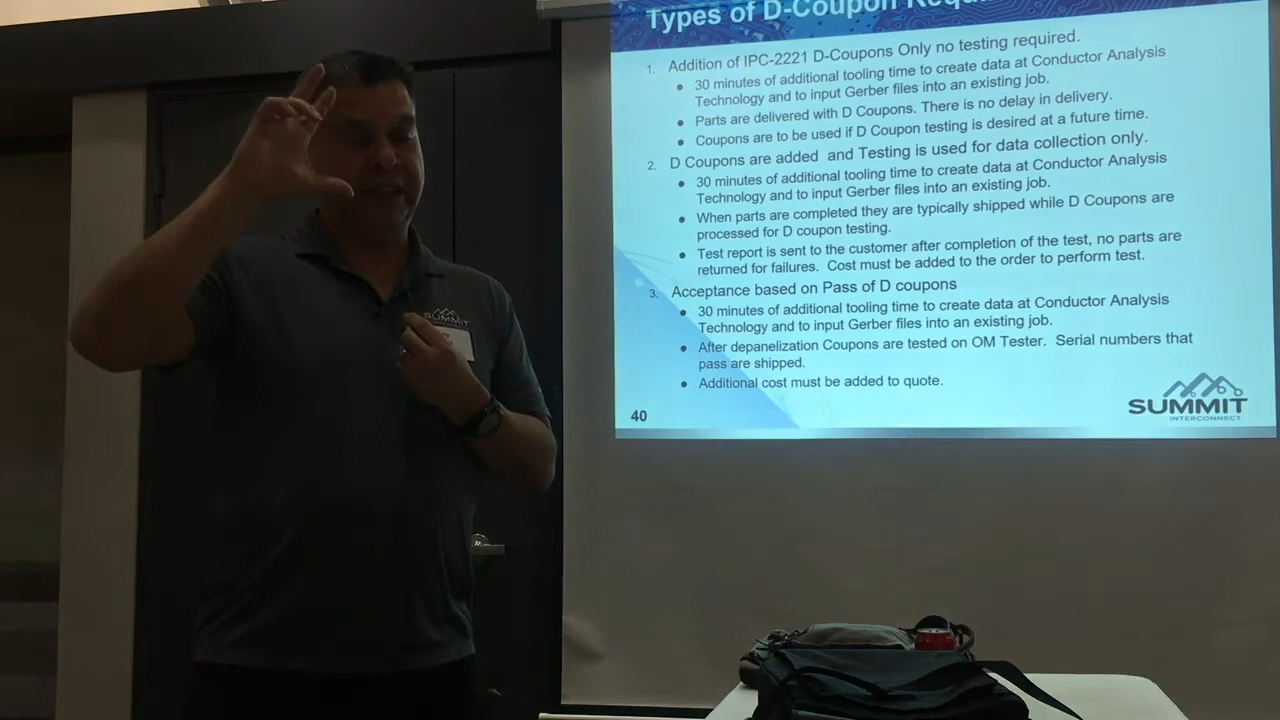 Types of D-Coupon
1. Addition of IPC-2221 D-Coupons Only no testing required.
● 30 minutes of additional tooling time to create data at Conductor Analysis
Technology and to input Gerber files into an existing job.
● Parts are delivered with D Coupons. There is no delay in delivery.
● Coupons are to be used if D Coupon testing is desired at a future time.
2. D Coupons are added and Testing is used for data collection only.
● 30 minutes of additional tooling time to create data at Conductor Analysis
Technology and to input Gerber files into an existing job.
● When parts are completed they are typically shipped while D Coupons are
processed for D coupon testing.
● Test report is sent to the customer after completion of the test, no parts are
returned for failures. Cost must be added to the order to perform test.
3. Acceptance based on Pass of D coupons
● 30 minutes of additional tooling time to create data at Conductor Analysis
Technology and to input Gerber files into an existing job.
● After depanelization Coupons are tested on OM Tester. Serial numbers that
pass are shipped.
● Additional cost must be added to quote.
40
SUMMIT
INTERCONNECT
SUMMIT